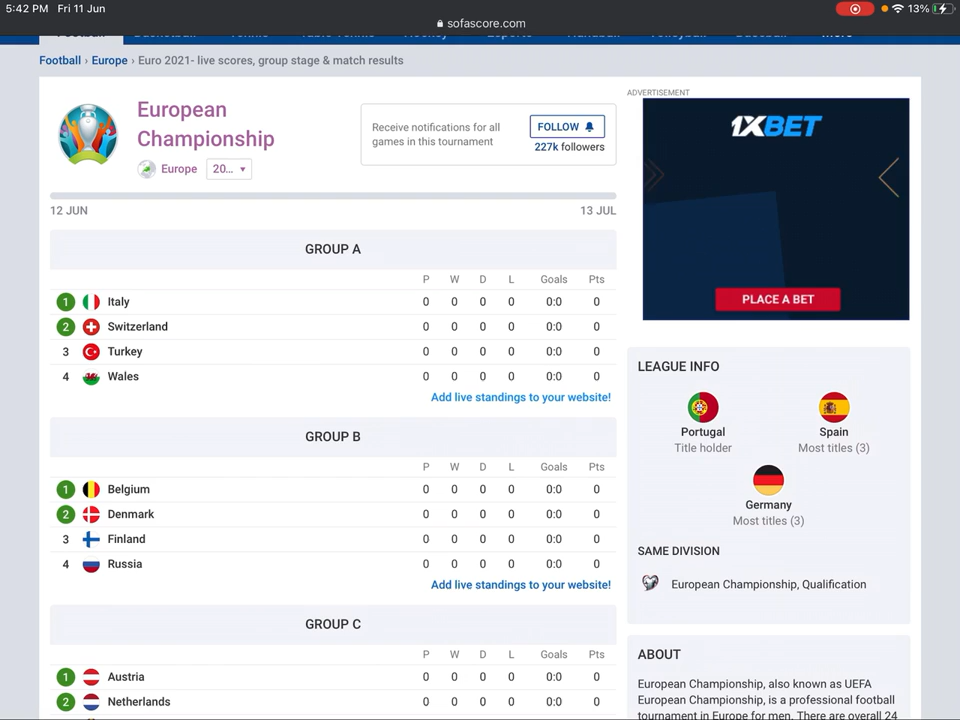 5:42 PM Fri 11 Jun
13%
sofascore.com
Football › Europe › Euro 2021- live scores, group stage & match results
ADVERTISEMENT
European
Championship
Europe
20...
Receive notifications for all
games in this tournament
FOLLOW
227k followers
1XBET
PLACE A BET
12 JUN
13 JUL
GROUP A
P W D L Goals Pts
1 Italy 0 0 0 0 0:0 0
2 Switzerland 0 0 0 0 0:0 0
3 Turkey 0 0 0 0 0:0 0
4 Wales 0 0 0 0 0:0 0
Add live standings to your website!
GROUP B
P W D L Goals Pts
1 Belgium 0 0 0 0 0:0 0
2 Denmark 0 0 0 0 0:0 0
3 Finland 0 0 0 0 0:0 0
4 Russia 0 0 0 0 0:0 0
Add live standings to your website!
GROUP C
P W D L Goals Pts
1 Austria 0 0 0 0 0:0 0
2 Netherlands 0 0 0 0 0:0 0
LEAGUE INFO
Portugal
Title holder
Spain
Most titles (3)
Germany
Most titles (3)
SAME DIVISION
European Championship, Qualification
ABOUT
European Championship, also known as UEFA
European Championship, is a professional football
tournament in Europe for men. There are overall 24